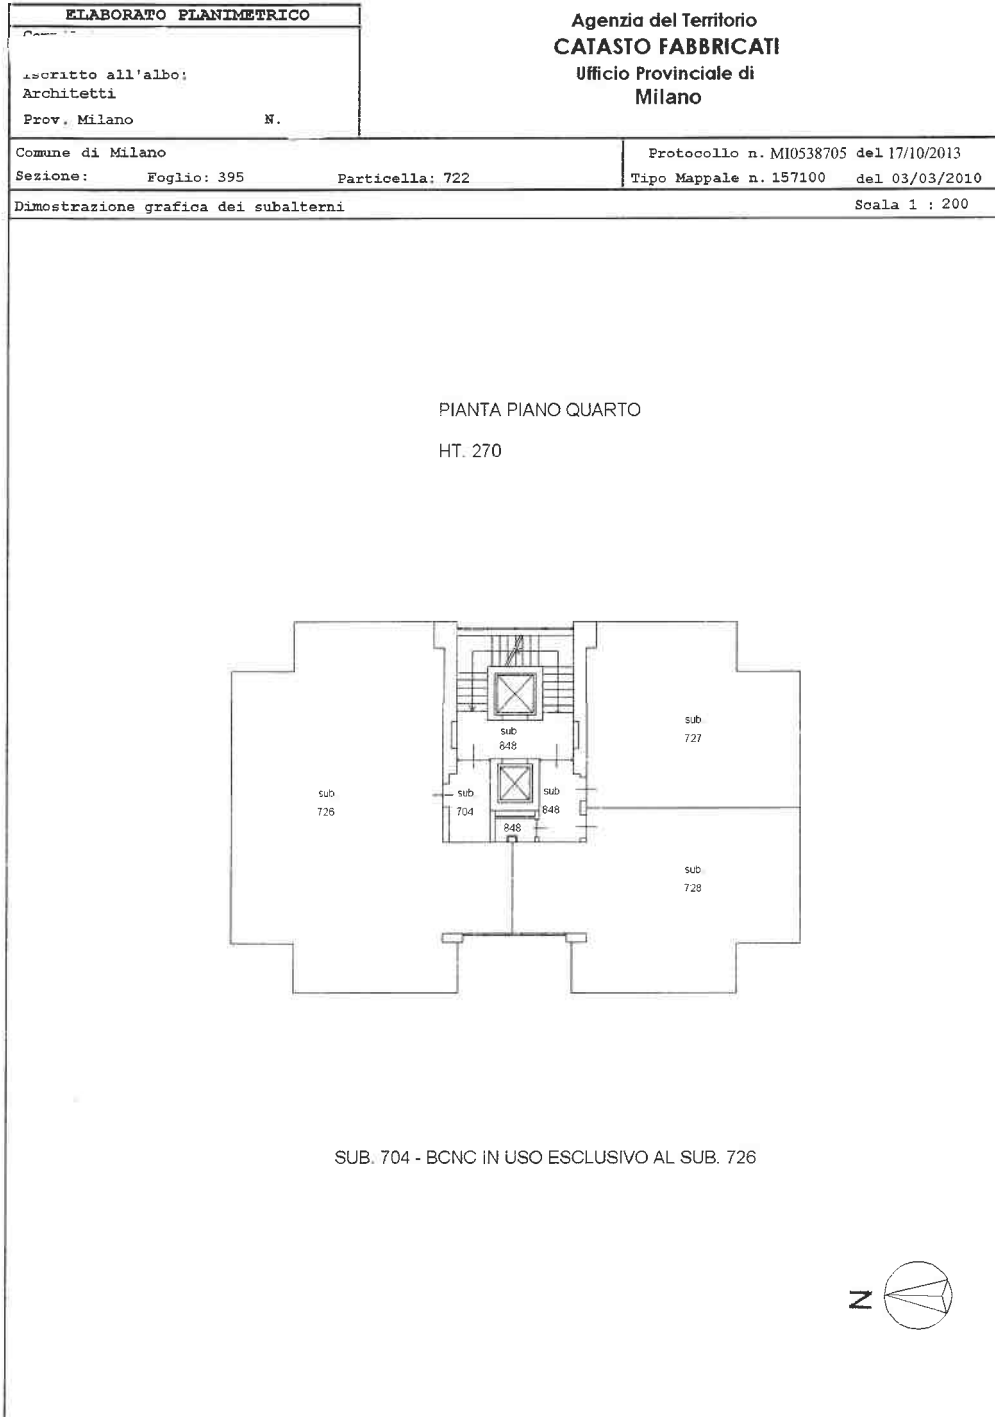 ELABORATO PLANIMETRICO
Iscritto all'albo:
Architetti
Prov. Milano N.
Agenzia del Territorio
CATASTO FABBRICATI
Ufficio Provinciale di
Milano
Comune di Milano
Sezione: Foglio: 395 Particella: 722
Protocollo n. MI0538705 del 17/10/2013
Tipo Mappale n. 157100 del 03/03/2010
Dimostrazione grafica dei subalterni Scala 1 : 200
PIANTA PIANO QUARTO
HT. 270
sub
848
sub
727
sub
726
sub
704
sub
848
848
sub
728
SUB. 704 - BCNC IN USO ESCLUSIVO AL SUB. 726
N